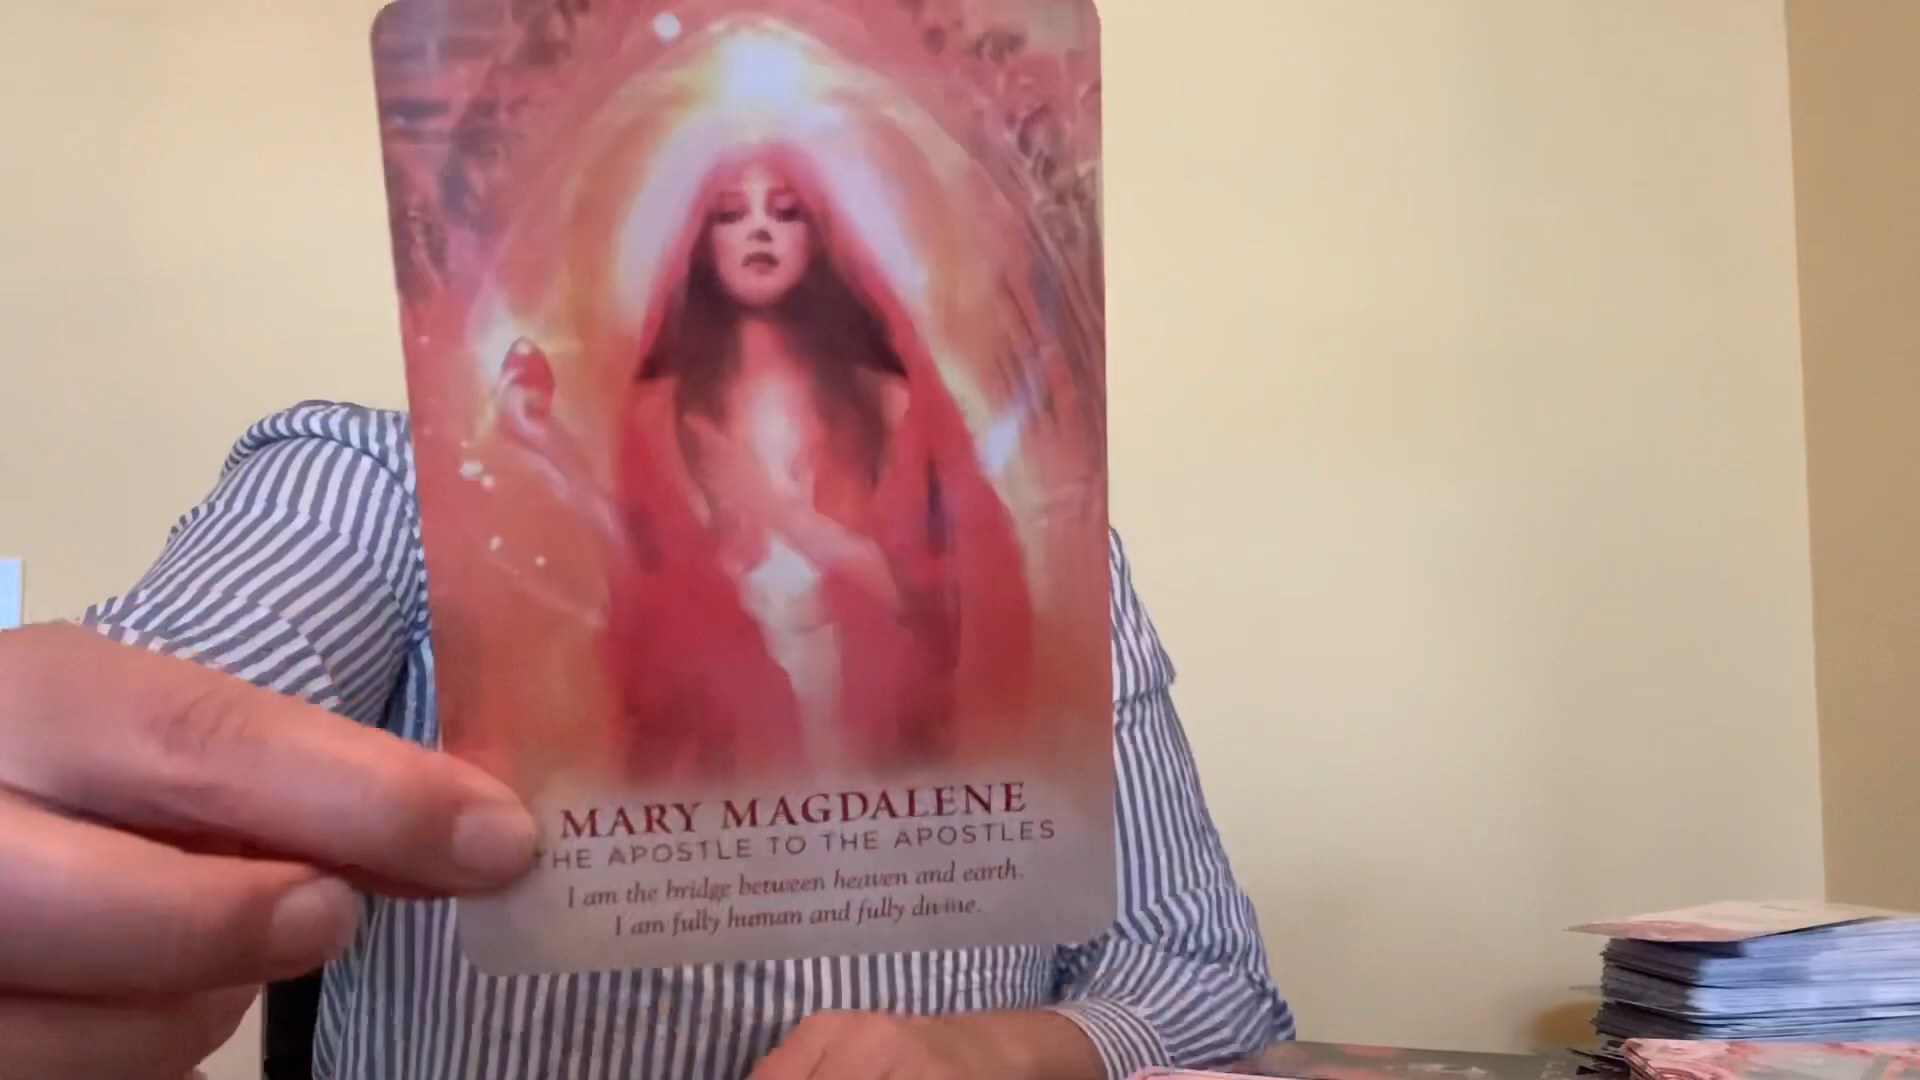 MARY MAGDALENE
THE APOSTLE TO THE APOSTLES
I am the bridge between heaven and earth.
I am fully human and fully divine.